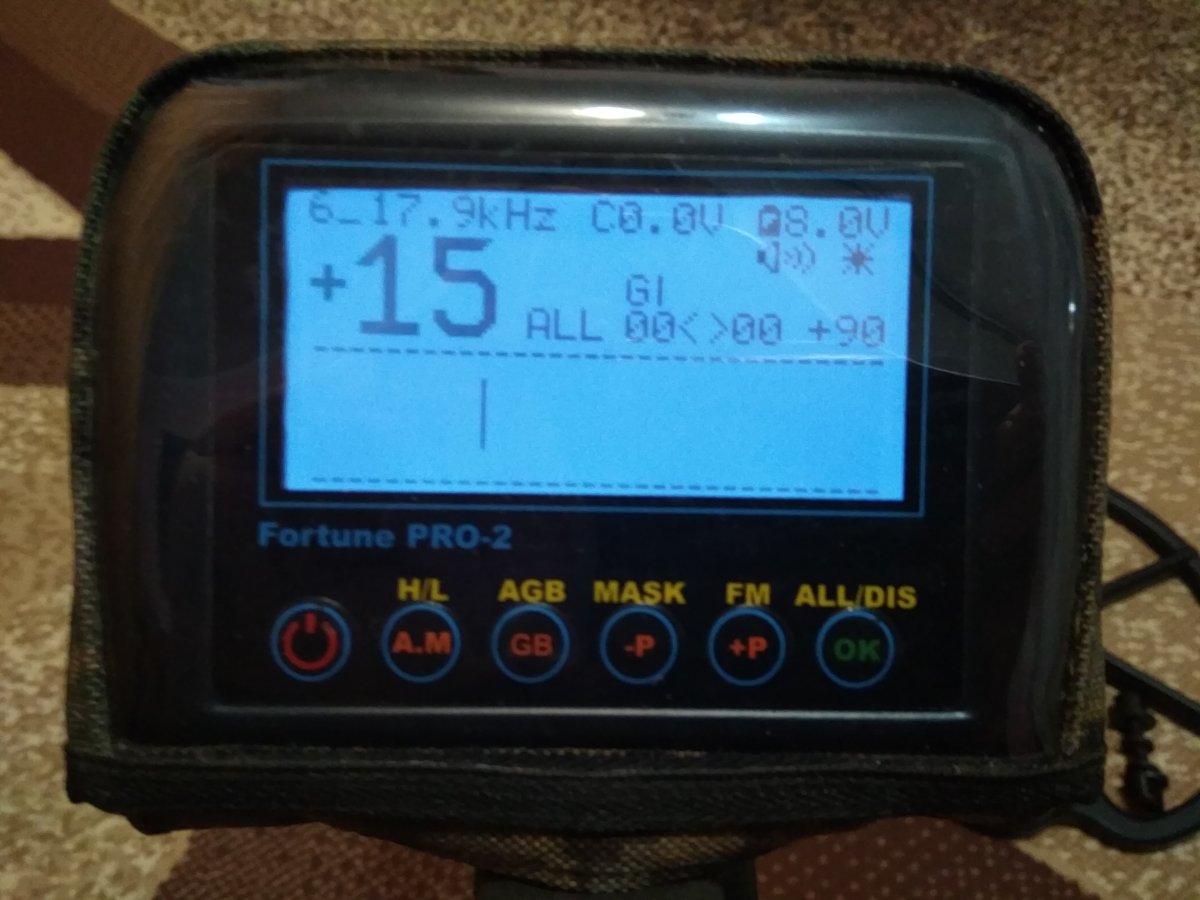 6_17.9kHz C0.0V P8.0V
+15
GI
ALL 00<>00 +90
Fortune PRO-2
H/L AGB MASK FM ALL/DIS
A.M GB -P +P OK